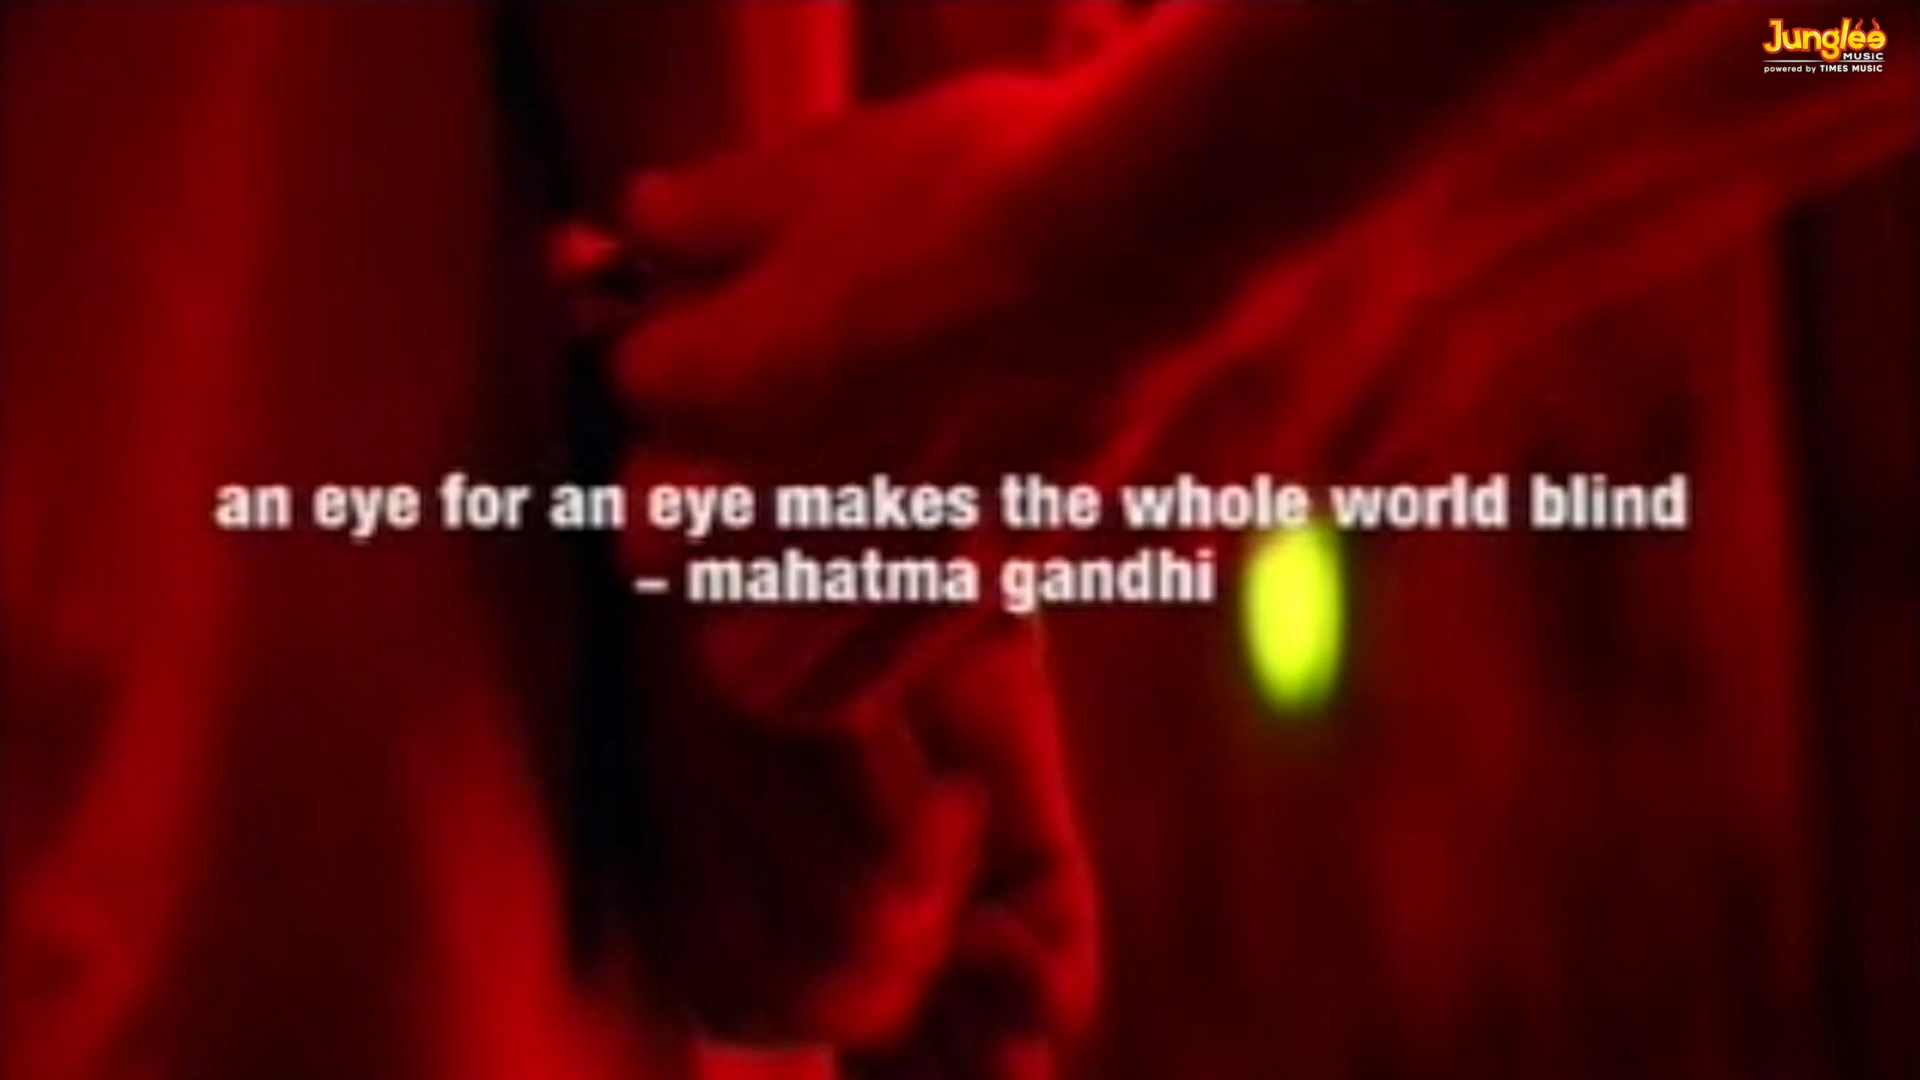 Junglee
MUSIC
powered by TIMES MUSIC
an eye for an eye makes the whole world blind
– mahatma gandhi